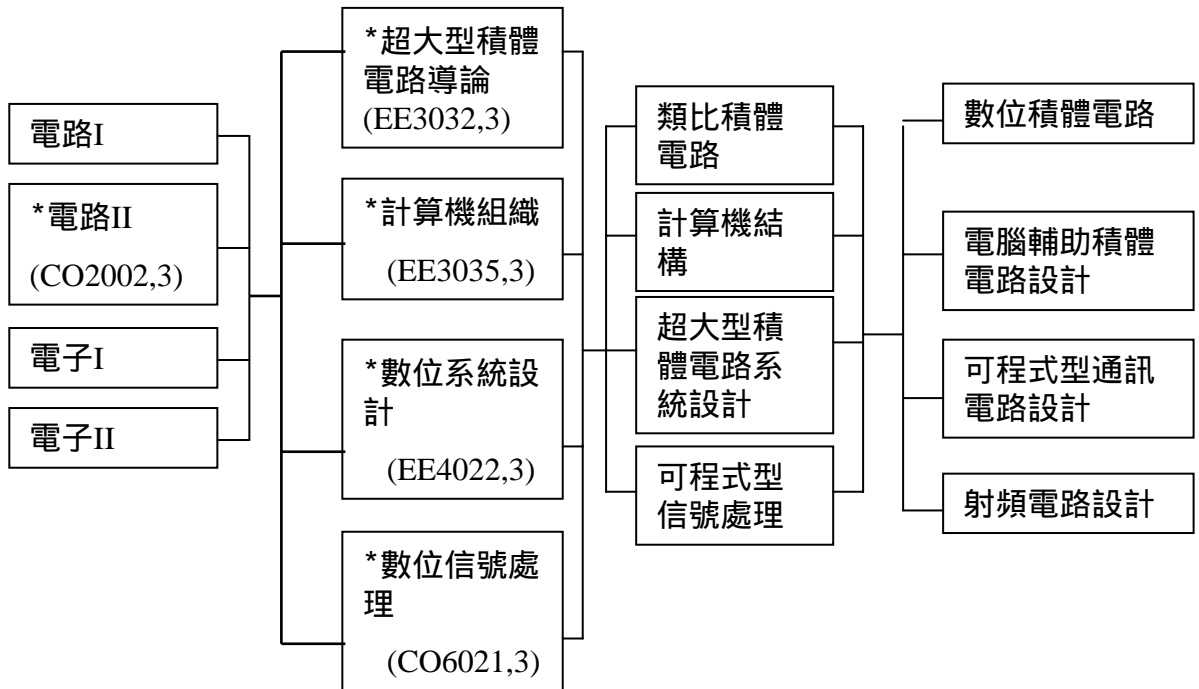 電路I
*電路II
(CO2002,3)
電子I
電子II
*超大型積體
電路導論
(EE3032,3)
*計算機組織
(EE3035,3)
*數位系統設
計
(EE4022,3)
*數位信號處
理
(CO6021,3)
類比積體
電路
計算機結
構
超大型積
體電路系
統設計
可程式型
信號處理
數位積體電路
電腦輔助積體
電路設計
可程式型通訊
電路設計
射頻電路設計